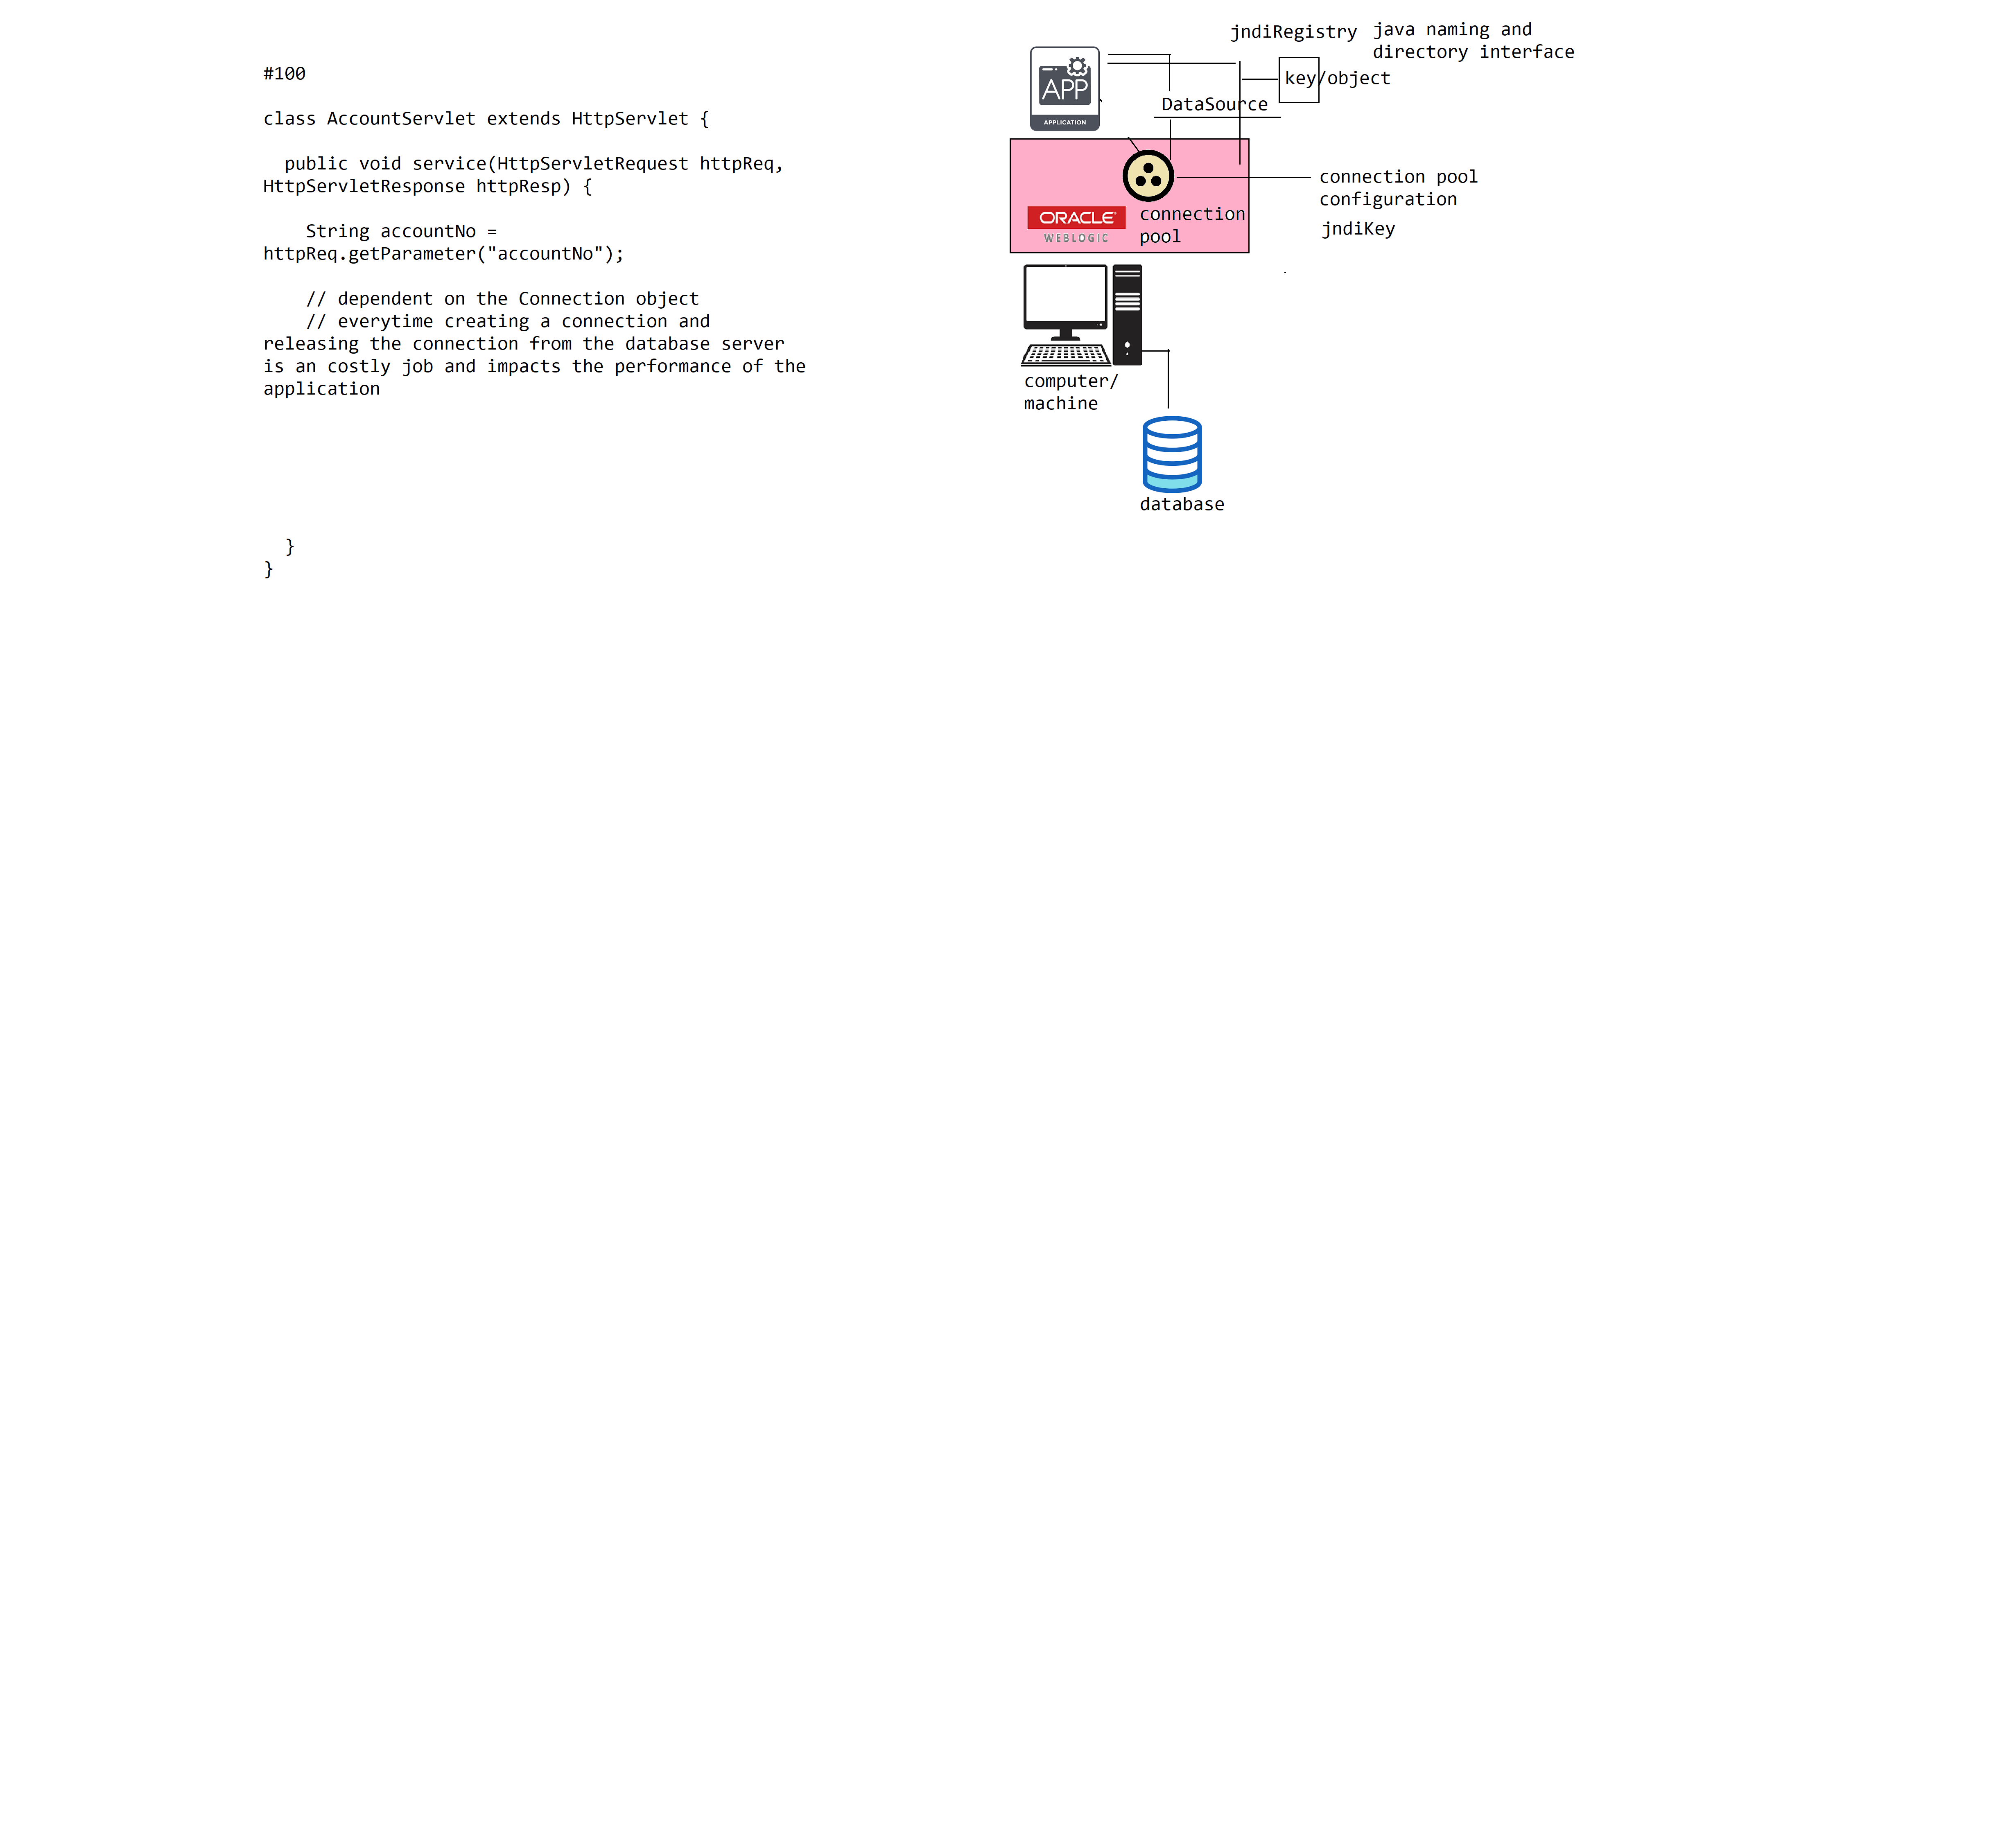 #100
class AccountServlet extends HttpServlet {
public void service(HttpServletRequest httpReq,
HttpServletResponse httpResp) {
String accountNo =
httpReq.getParameter("accountNo");
// dependent on the Connection object
// everytime creating a connection and
releasing the connection from the database server
is an costly job and impacts the performance of the
application
}
}
jndiRegistry
java naming and
directory interface
key/object
APP
APPLICATION
DataSource
ORACLE
WEBLOGIC
connection
pool
connection pool
configuration
jndiKey
computer/
machine
database